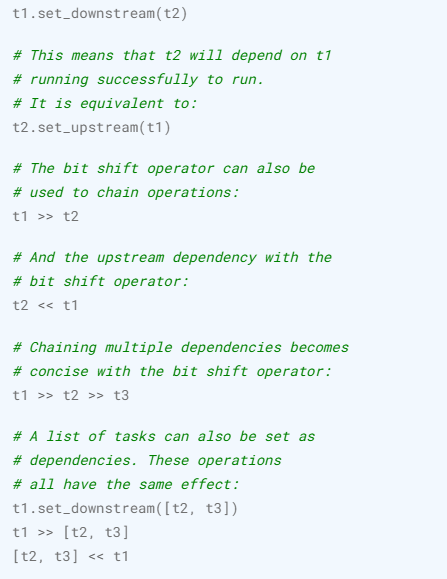 t1.set_downstream(t2)
# This means that t2 will depend on t1
# running successfully to run.
# It is equivalent to:
t2.set_upstream(t1)
# The bit shift operator can also be
# used to chain operations:
t1 >> t2
# And the upstream dependency with the
# bit shift operator:
t2 << t1
# Chaining multiple dependencies becomes
# concise with the bit shift operator:
t1 >> t2 >> t3
# A list of tasks can also be set as
# dependencies. These operations
# all have the same effect:
t1.set_downstream([t2, t3])
t1 >> [t2, t3]
[t2, t3] << t1